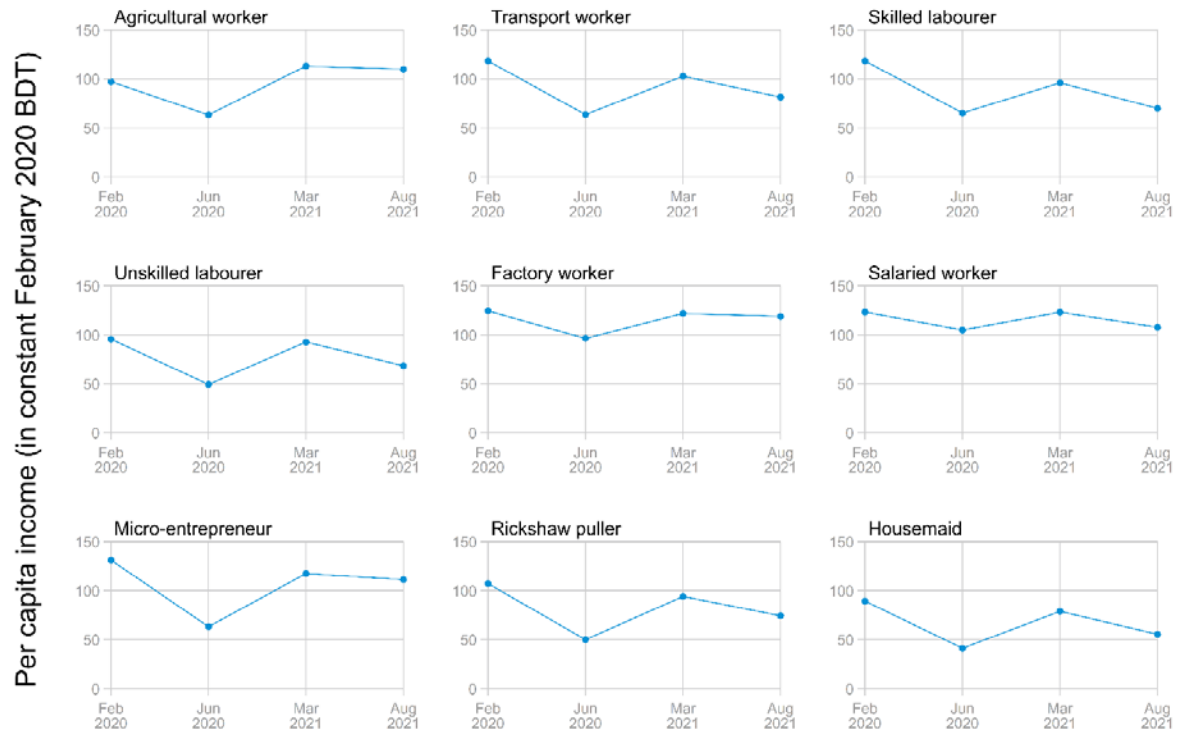 Per capita income (in constant February 2020 BDT)
Agricultural worker
150
100
50
0
Feb 2020
Jun 2020
Mar 2021
Aug 2021
Transport worker
150
100
50
0
Feb 2020
Jun 2020
Mar 2021
Aug 2021
Skilled labourer
150
100
50
0
Feb 2020
Jun 2020
Mar 2021
Aug 2021
Unskilled labourer
150
100
50
0
Feb 2020
Jun 2020
Mar 2021
Aug 2021
Factory worker
150
100
50
0
Feb 2020
Jun 2020
Mar 2021
Aug 2021
Salaried worker
150
100
50
0
Feb 2020
Jun 2020
Mar 2021
Aug 2021
Micro-entrepreneur
150
100
50
0
Feb 2020
Jun 2020
Mar 2021
Aug 2021
Rickshaw puller
150
100
50
0
Feb 2020
Jun 2020
Mar 2021
Aug 2021
Housemaid
150
100
50
0
Feb 2020
Jun 2020
Mar 2021
Aug 2021